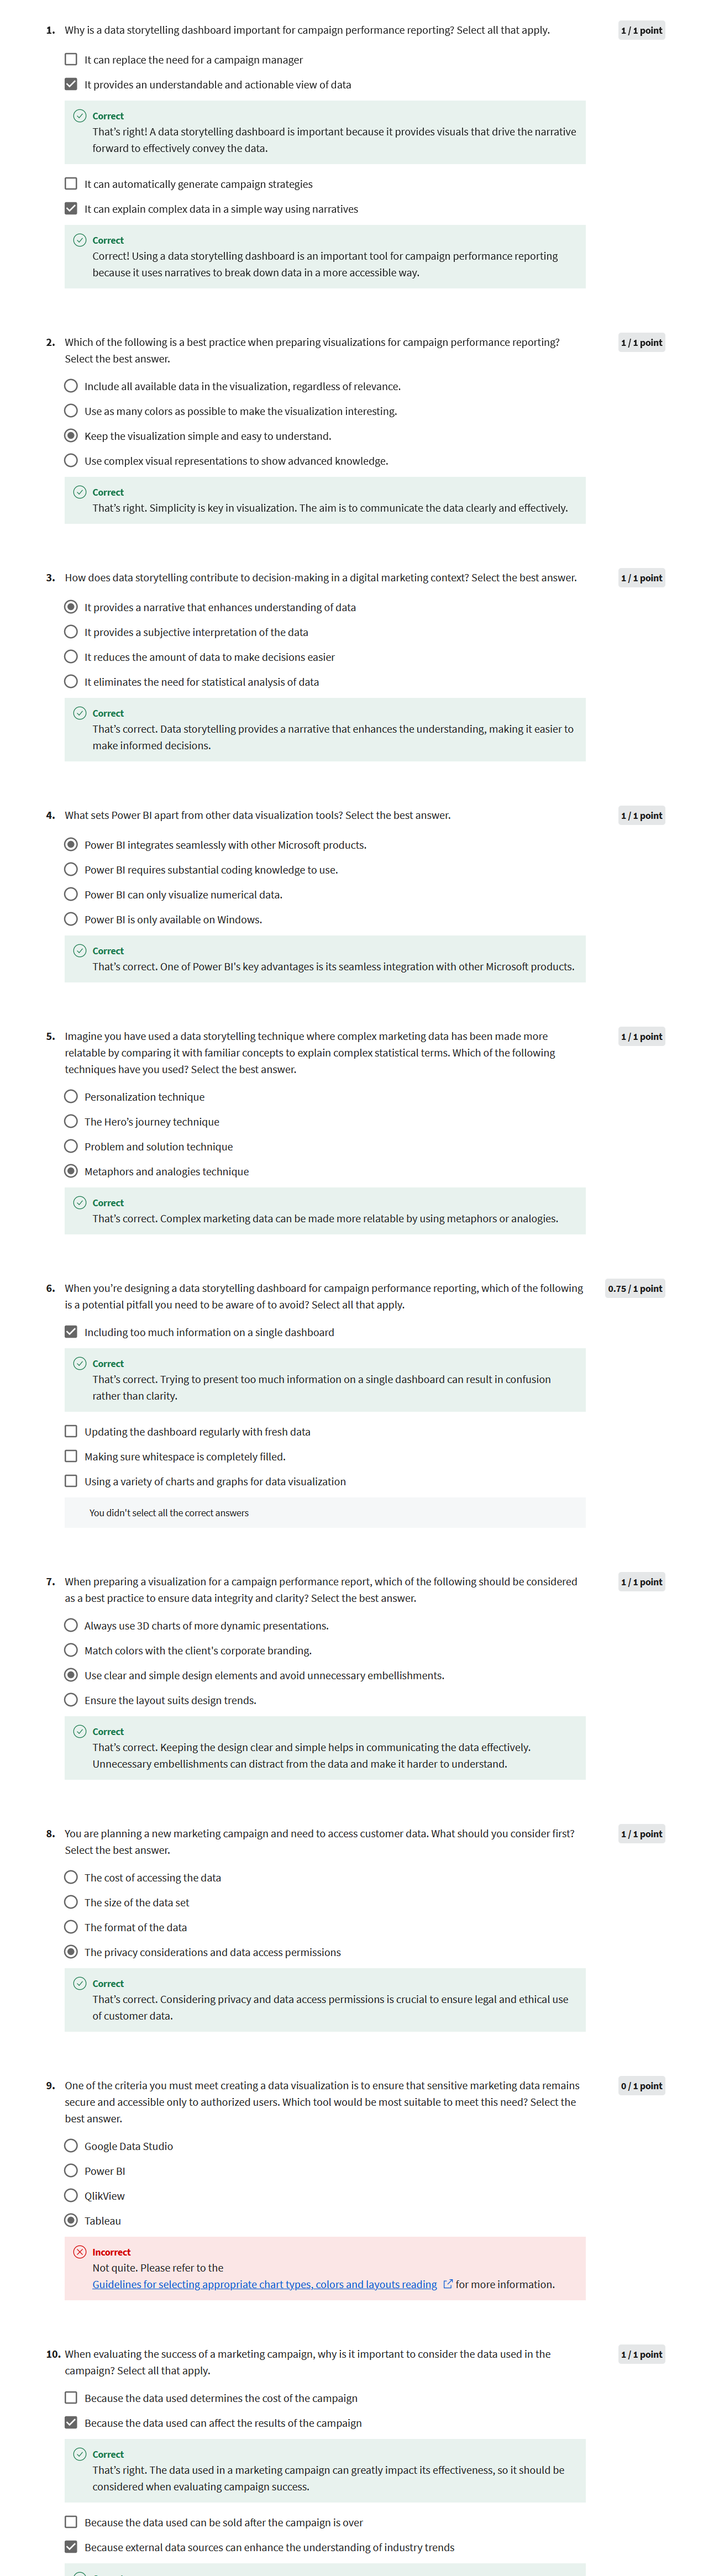 1. Why is a data storytelling dashboard important for campaign performance reporting? Select all that apply.
1 / 1 point
It can replace the need for a campaign manager
It provides an understandable and actionable view of data
Correct
That's right! A data storytelling dashboard is important because it provides visuals that drive the narrative
forward to effectively convey the data.
It can automatically generate campaign strategies
It can explain complex data in a simple way using narratives
Correct
Correct! Using a data storytelling dashboard is an important tool for campaign performance reporting
because it uses narratives to break down data in a more accessible way.
2. Which of the following is a best practice when preparing visualizations for campaign performance reporting?
Select the best answer.
1 / 1 point
Include all available data in the visualization, regardless of relevance.
Use as many colors as possible to make the visualization interesting.
Keep the visualization simple and easy to understand.
Use complex visual representations to show advanced knowledge.
Correct
That's right. Simplicity is key in visualization. The aim is to communicate the data clearly and effectively.
3. How does data storytelling contribute to decision-making in a digital marketing context? Select the best answer.
1 / 1 point
It provides a narrative that enhances understanding of data
It provides a subjective interpretation of the data
It reduces the amount of data to make decisions easier
It eliminates the need for statistical analysis of data
Correct
That's correct. Data storytelling provides a narrative that enhances the understanding, making it easier to
make informed decisions.
4. What sets Power BI apart from other data visualization tools? Select the best answer.
1 / 1 point
Power BI integrates seamlessly with other Microsoft products.
Power BI requires substantial coding knowledge to use.
Power BI can only visualize numerical data.
Power BI is only available on Windows.
Correct
That's correct. One of Power BI's key advantages is its seamless integration with other Microsoft products.
5. Imagine you have used a data storytelling technique where complex marketing data has been made more
relatable by comparing it with familiar concepts to explain complex statistical terms. Which of the following
techniques have you used? Select the best answer.
1 / 1 point
Personalization technique
The Hero's journey technique
Problem and solution technique
Metaphors and analogies technique
Correct
That's correct. Complex marketing data can be made more relatable by using metaphors or analogies.
6. When you're designing a data storytelling dashboard for campaign performance reporting, which of the following
is a potential pitfall you need to be aware of to avoid? Select all that apply.
0.75 / 1 point
Including too much information on a single dashboard
Correct
That's correct. Trying to present too much information on a single dashboard can result in confusion
rather than clarity.
Updating the dashboard regularly with fresh data
Making sure whitespace is completely filled.
Using a variety of charts and graphs for data visualization
You didn't select all the correct answers
7. When preparing a visualization for a campaign performance report, which of the following should be considered
as a best practice to ensure data integrity and clarity? Select the best answer.
1 / 1 point
Always use 3D charts of more dynamic presentations.
Match colors with the client's corporate branding.
Use clear and simple design elements and avoid unnecessary embellishments.
Ensure the layout suits design trends.
Correct
That's correct. Keeping the design clear and simple helps in communicating the data effectively.
Unnecessary embellishments can distract from the data and make it harder to understand.
8. You are planning a new marketing campaign and need to access customer data. What should you consider first?
Select the best answer.
1 / 1 point
The cost of accessing the data
The size of the data set
The format of the data
The privacy considerations and data access permissions
Correct
That's correct. Considering privacy and data access permissions is crucial to ensure legal and ethical use
of customer data.
9. One of the criteria you must meet creating a data visualization is to ensure that sensitive marketing data remains
secure and accessible only to authorized users. Which tool would be most suitable to meet this need? Select the
best answer.
0 / 1 point
Google Data Studio
Power BI
QlikView
Tableau
Incorrect
Not quite. Please refer to the
Guidelines for selecting appropriate chart types, colors and layouts reading for more information.
10. When evaluating the success of a marketing campaign, why is it important to consider the data used in the
campaign? Select all that apply.
1 / 1 point
Because the data used determines the cost of the campaign
Because the data used can affect the results of the campaign
Correct
That's right. The data used in a marketing campaign can greatly impact its effectiveness, so it should be
considered when evaluating campaign success.
Because the data used can be sold after the campaign is over
Because external data sources can enhance the understanding of industry trends